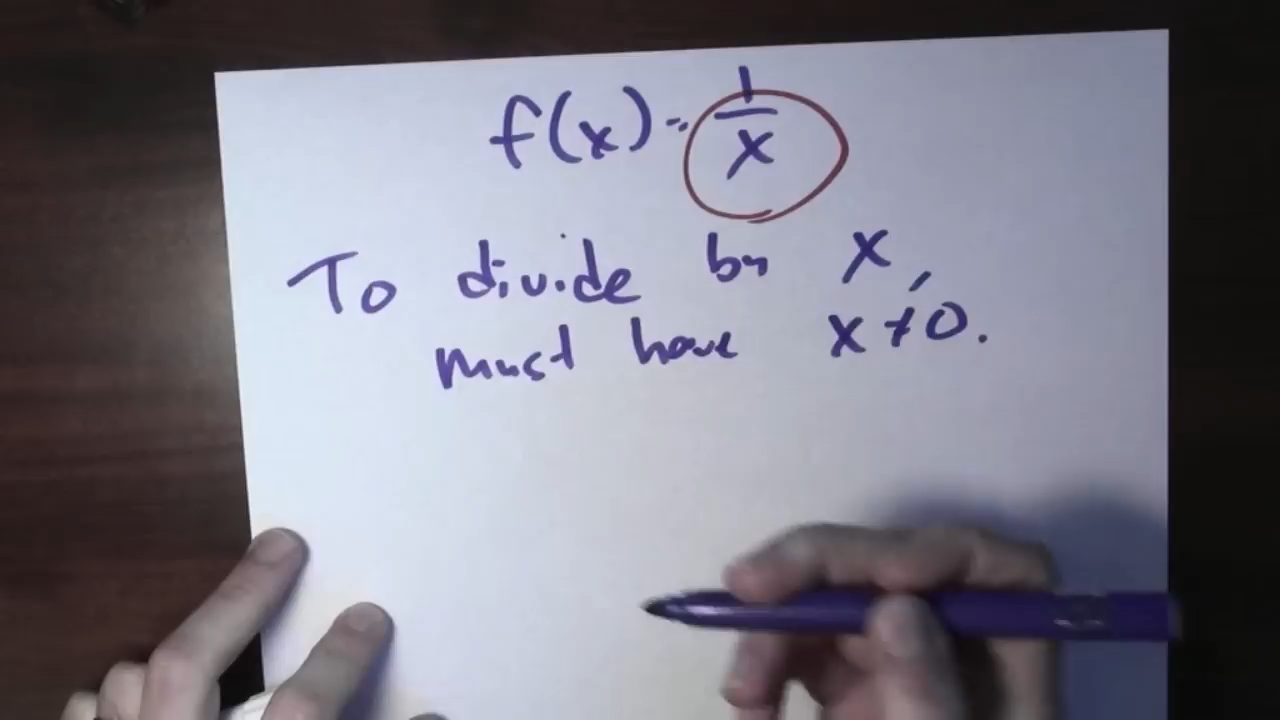 f(x) = 1/x
To divide by x,
must have x ≠ 0.